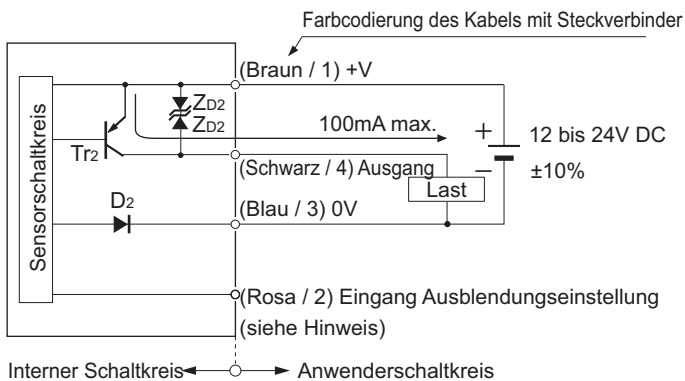 Farbcodierung des Kabels mit Steckverbinder
(Braun / 1) +V
ZD2
ZD2
100mA max.
+
12 bis 24V DC
Sensorschaltkreis
Tr2
(Schwarz / 4) Ausgang
−
±10%
Last
D2
(Blau / 3) 0V
(Rosa / 2) Eingang Ausblendungseinstellung
(siehe Hinweis)
Interner Schaltkreis
Anwenderschaltkreis